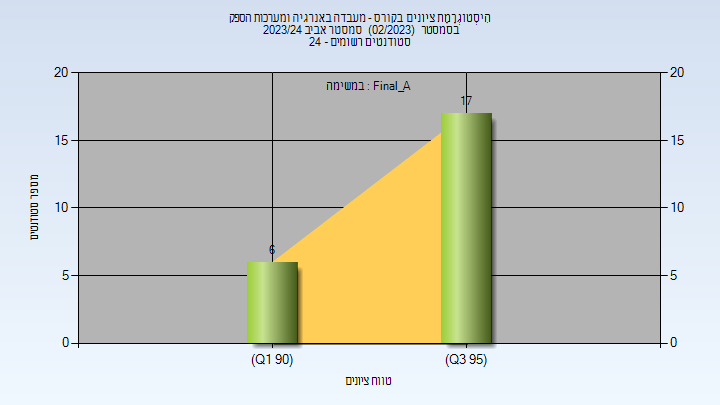 הִיסְטוֹגְרָמַת ציונים בקורס - מעבדה באנרגיה ומערכות הספק
בסמסטר (02/2023) סמסטר אביב 2023/24
סטודנטים רשומים - 24
במשימה : Final_A
20
15
10
5
0
20
15
10
5
0
17
6
(Q1 90)
(Q3 95)
מספר סטודנטים
טווח ציונים